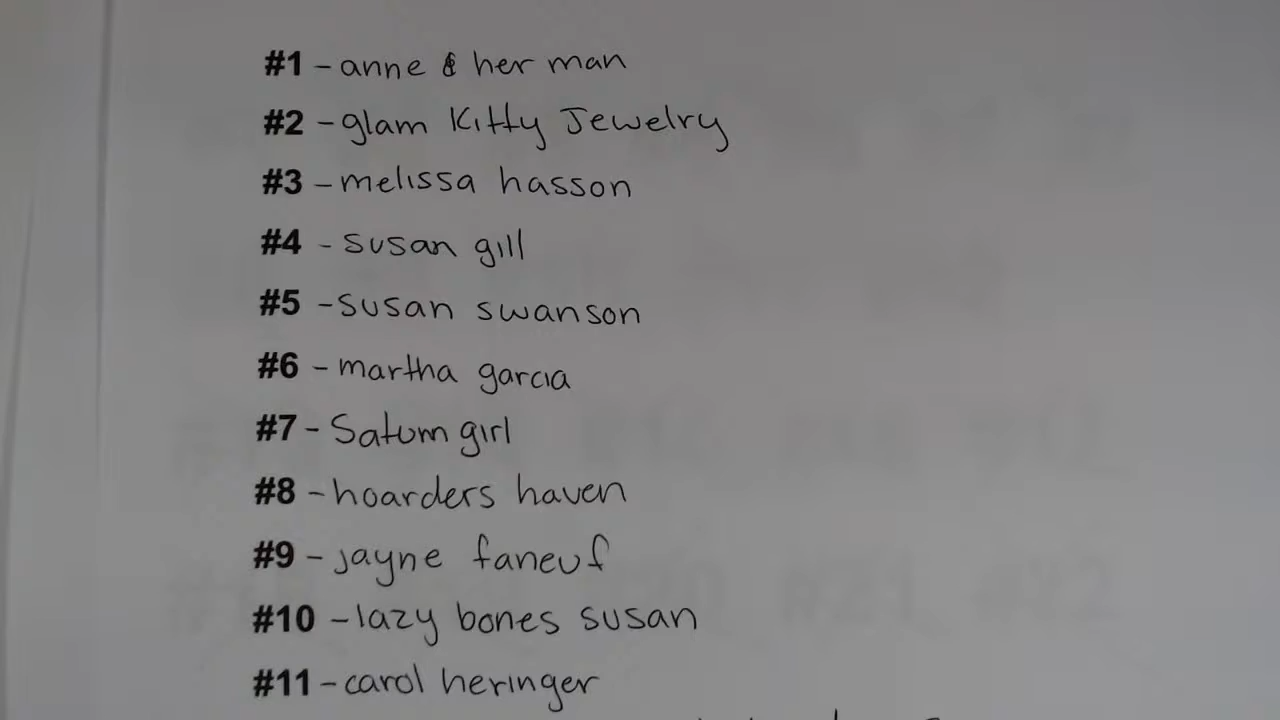 #1 - anne & her man
#2 - glam Kitty Jewelry
#3 - melissa hasson
#4 - susan gill
#5 - susan swanson
#6 - martha garcia
#7 - Saturn girl
#8 - hoarders haven
#9 - jayne faneuf
#10 - lazy bones susan
#11 - carol heringer